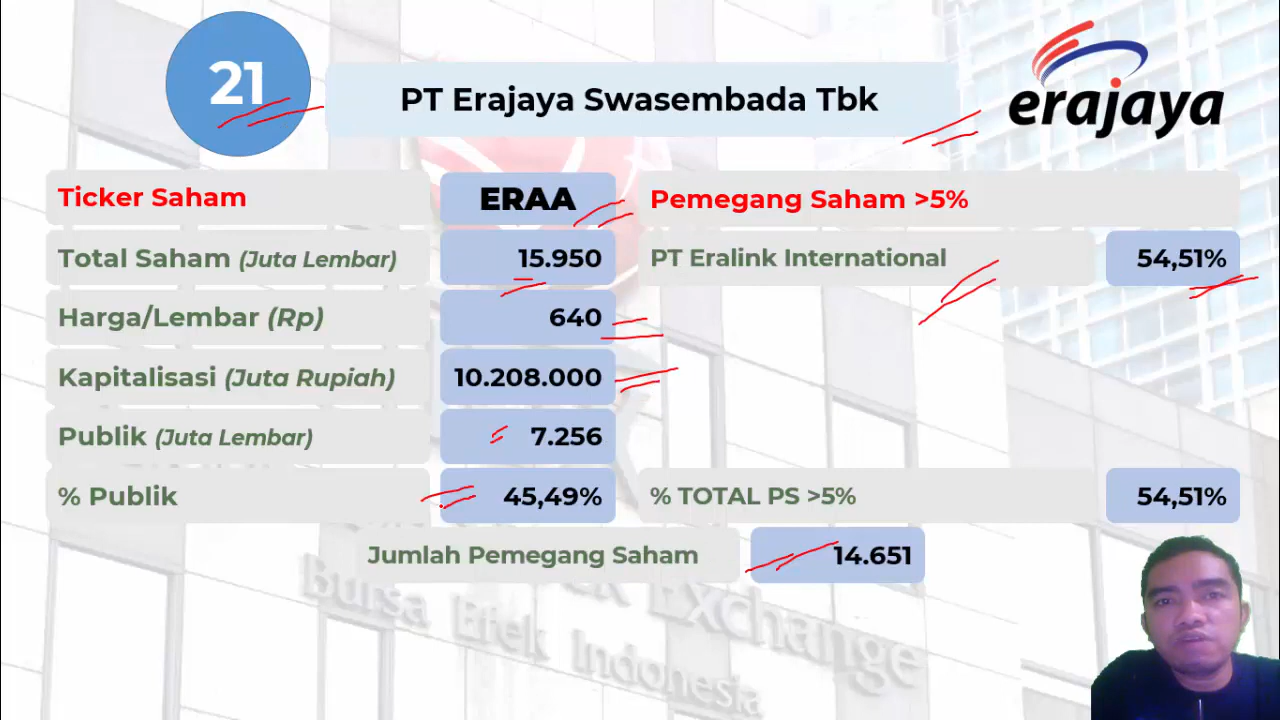 21
PT Erajaya Swasembada Tbk
erajaya
Ticker Saham ERAA
Total Saham (Juta Lembar) 15.950
Harga/Lembar (Rp) 640
Kapitalisasi (Juta Rupiah) 10.208.000
Publik (Juta Lembar) 7.256
% Publik 45,49%
Pemegang Saham >5%
PT Eralink International 54,51%
% TOTAL PS >5% 54,51%
Jumlah Pemegang Saham 14.651
Exchange
Bursa Efek Indonesia